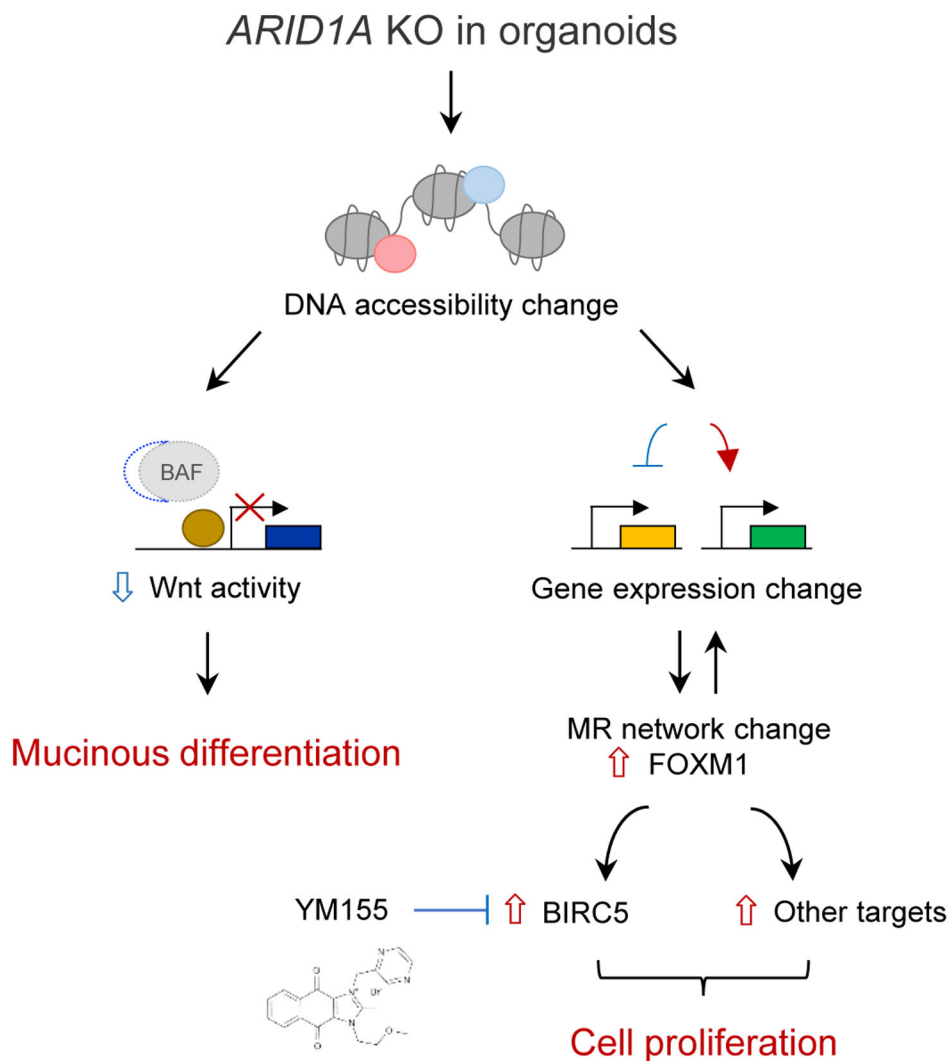 ARID1A KO in organoids
DNA accessibility change
BAF
Wnt activity
Gene expression change
Mucinous differentiation
MR network change
FOXM1
YM155
BIRC5
Other targets
O
N
N+
Br-
N
N
O
O
Cell proliferation